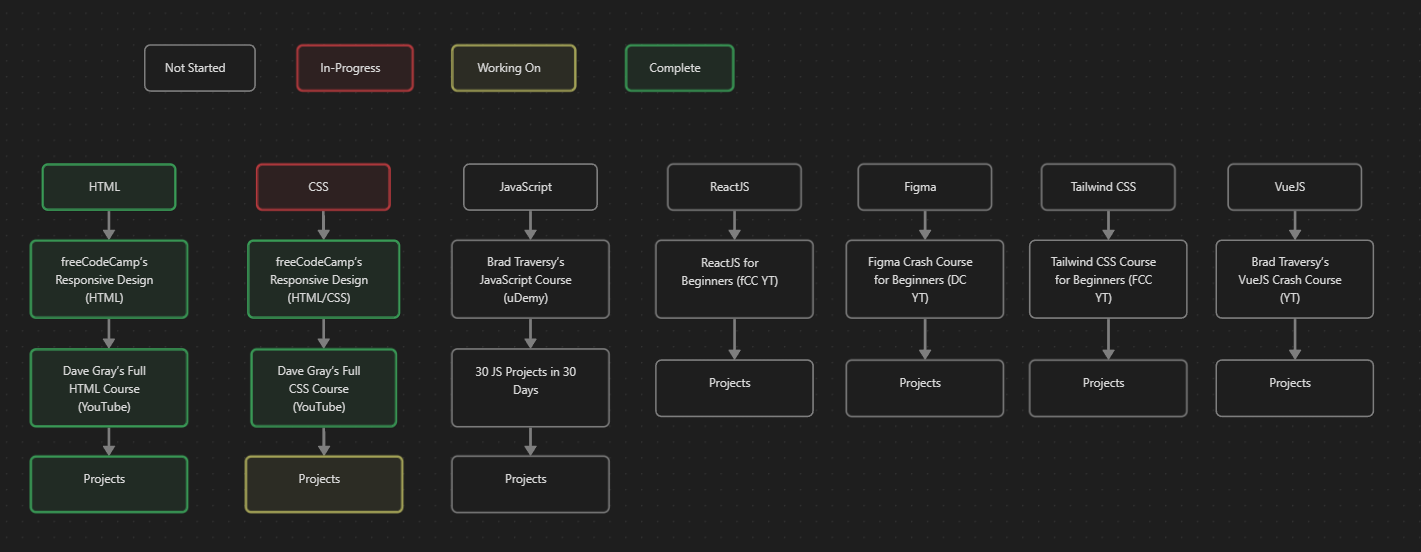 Not Started
In-Progress
Working On
Complete
HTML
CSS
JavaScript
ReactJS
Figma
Tailwind CSS
VueJS
freeCodeCamp's
Responsive Design
(HTML)
freeCodeCamp's
Responsive Design
(HTML/CSS)
Brad Traversy's
JavaScript Course
(uDemy)
ReactJS for
Beginners (fCC YT)
Figma Crash Course
for Beginners (DC
YT)
Tailwind CSS Course
for Beginners (FCC
YT)
Brad Traversy's
VueJS Crash Course
(YT)
Dave Gray's Full
HTML Course
(YouTube)
Dave Gray's Full
CSS Course
(YouTube)
30 JS Projects in 30
Days
Projects
Projects
Projects
Projects
Projects
Projects
Projects